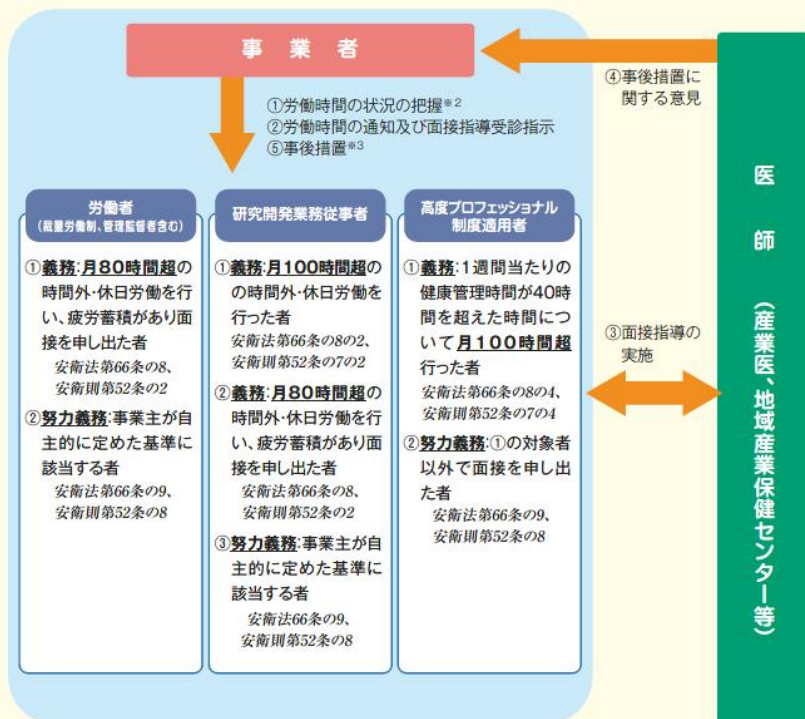 事業者
④事後措置に
関する意見
①労働時間の状況の把握※2
②労働時間の通知及び面接指導受診指示
⑤事後措置※3
労働者
(裁量労働制、管理監督者含む)
①義務:月80時間超の
時間外・休日労働を行
い、疲労蓄積があり面
接を申し出た者
安衛法第66条の8、
安衛則第52条の2
②努力義務:事業主が自
主的に定めた基準に
該当する者
安衛法第66条の9、
安衛則第52条の8
研究開発業務従事者
①義務:月100時間超の
の時間外・休日労働を
行った者
安衛法第66条の8の2、
安衛則第52条の7の2
②義務:月80時間超の
時間外・休日労働を行
い、疲労蓄積があり面
接を申し出た者
安衛法第66条の8、
安衛則第52条の2
③努力義務:事業主が自
主的に定めた基準に
該当する者
安衛法66条の9、
安衛則第52条の8
高度プロフェッショナル
制度適用者
①義務:1週間当たりの
健康管理時間が40時
間を超えた時間につ
いて月100時間超
行った者
安衛法第66条の8の4、
安衛則第52条の7の4
②努力義務:①の対象者
以外で面接を申し出
た者
安衛法第66条の9、
安衛則第52条の8
③面接指導の
実施
医師(産業医、地域産業保健センター等)